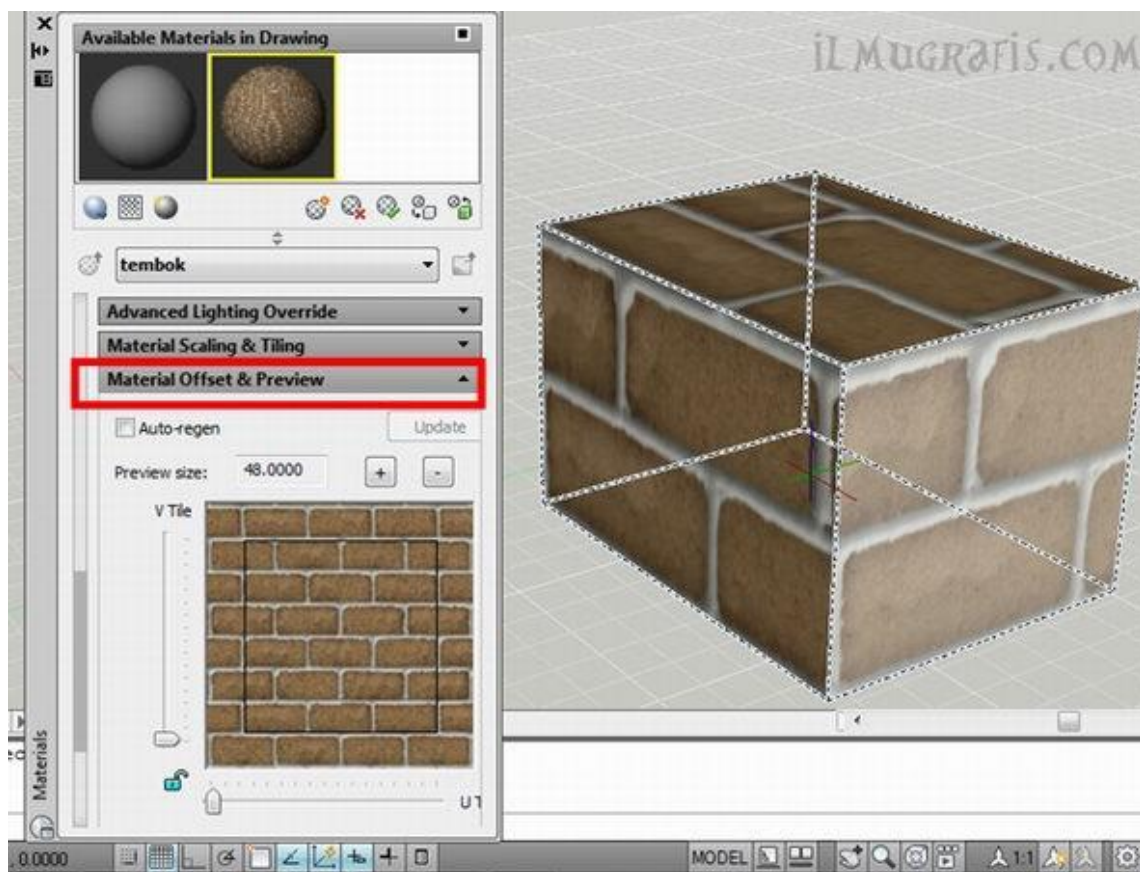 Available Materials in Drawing
iLMUGRafis.COM
tembok
Advanced Lighting Override
Material Scaling & Tiling
Material Offset & Preview
Auto-regen
Update
Preview size:
48.0000
+
-
V Tile
U T
Materials
, 0.0000
MODEL
1:1